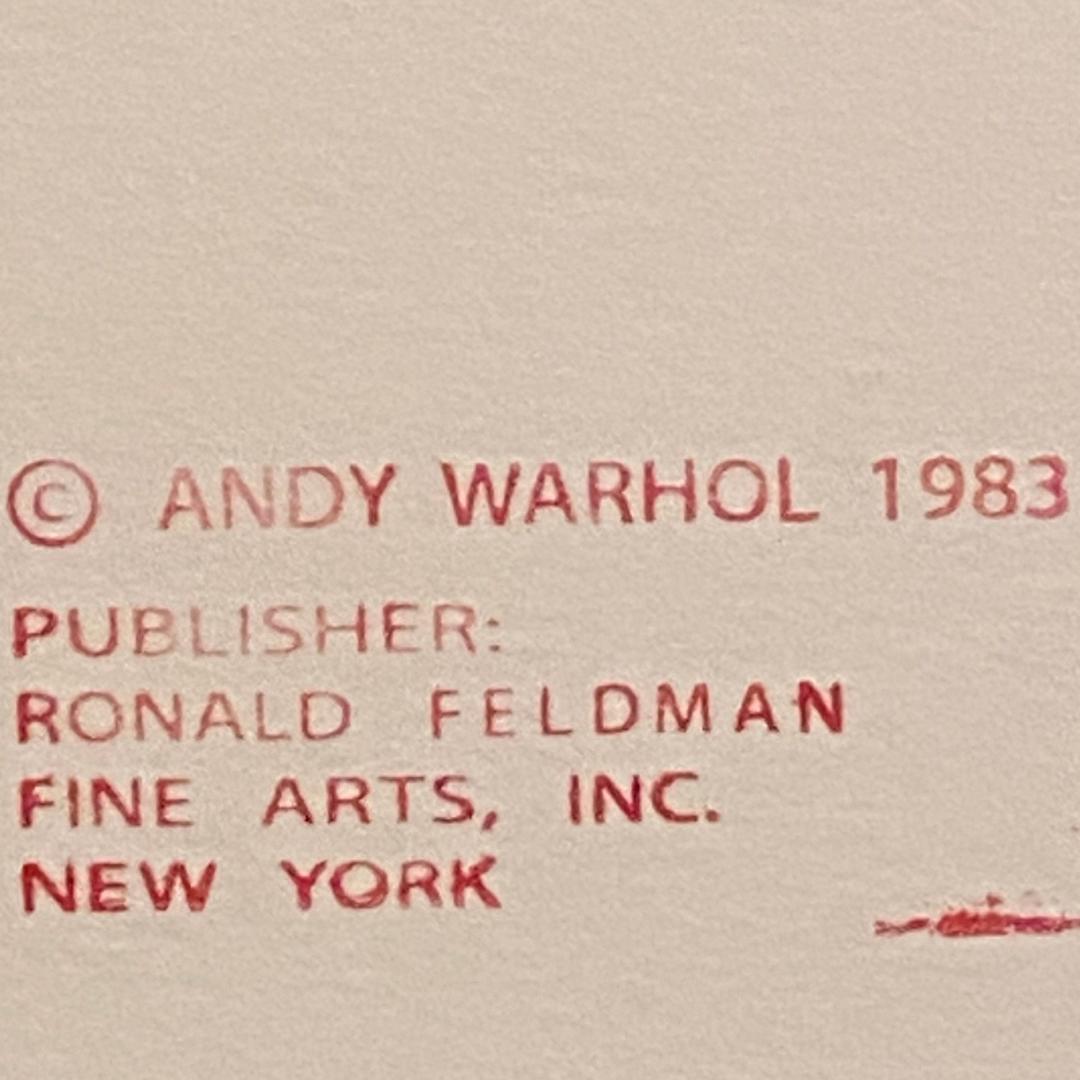 © ANDY WARHOL 1983
PUBLISHER:
RONALD FELDMAN
FINE ARTS, INC.
NEW YORK